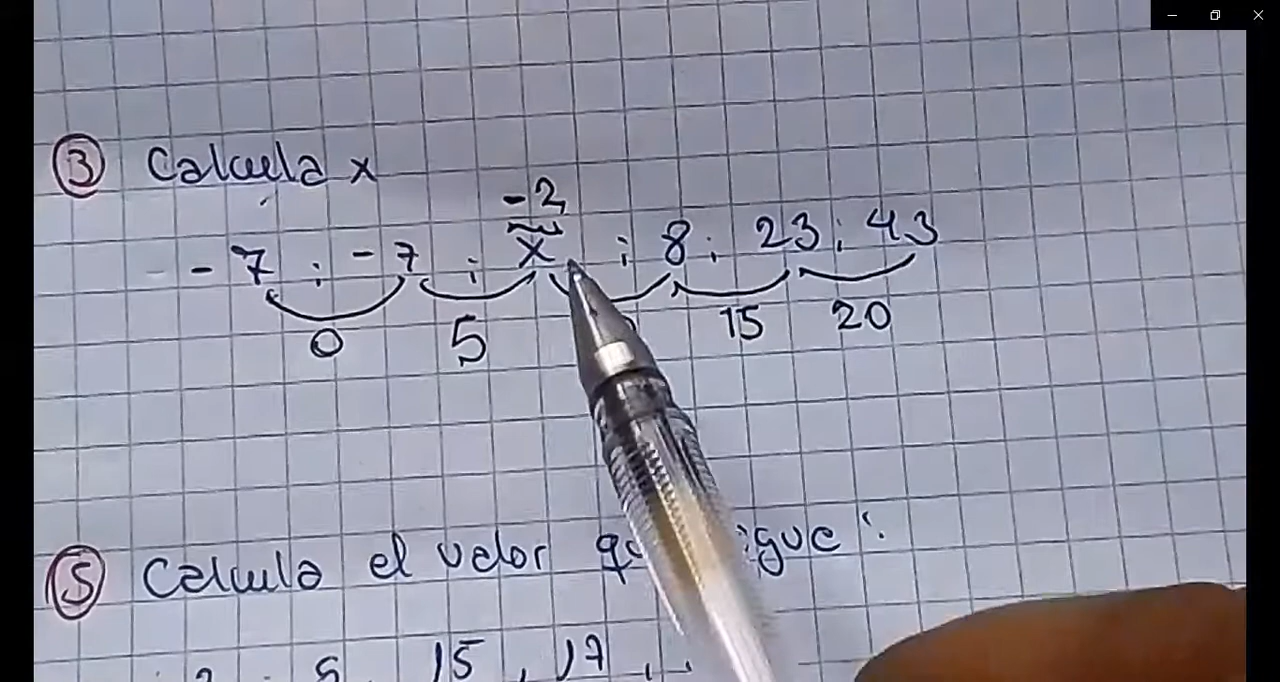 3 Calcula x
-2
-7 ; -7 ; x ; 8 ; 23 ; 43
0 5 15 20
5 Calcula el valor
15 , 17 , .